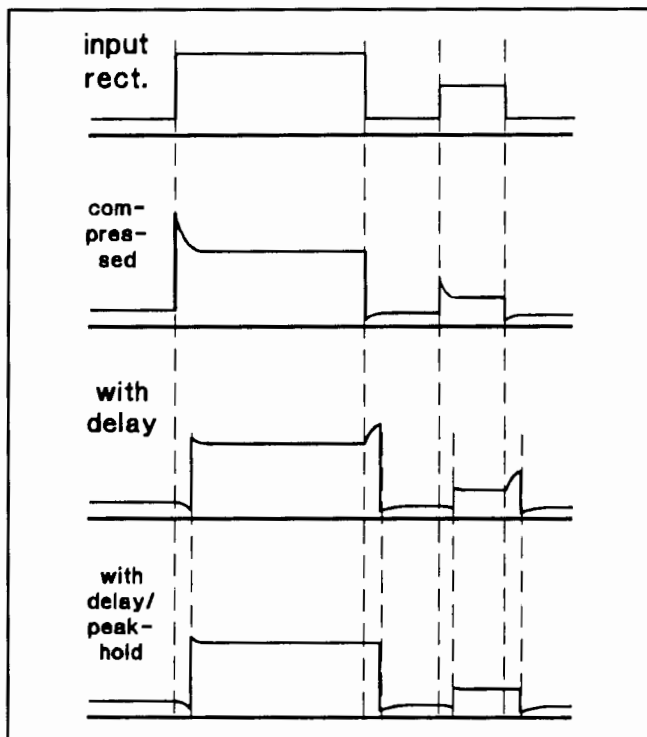 input
rect.
com-
pres-
sed
with
delay
with
delay/
peak-
hold